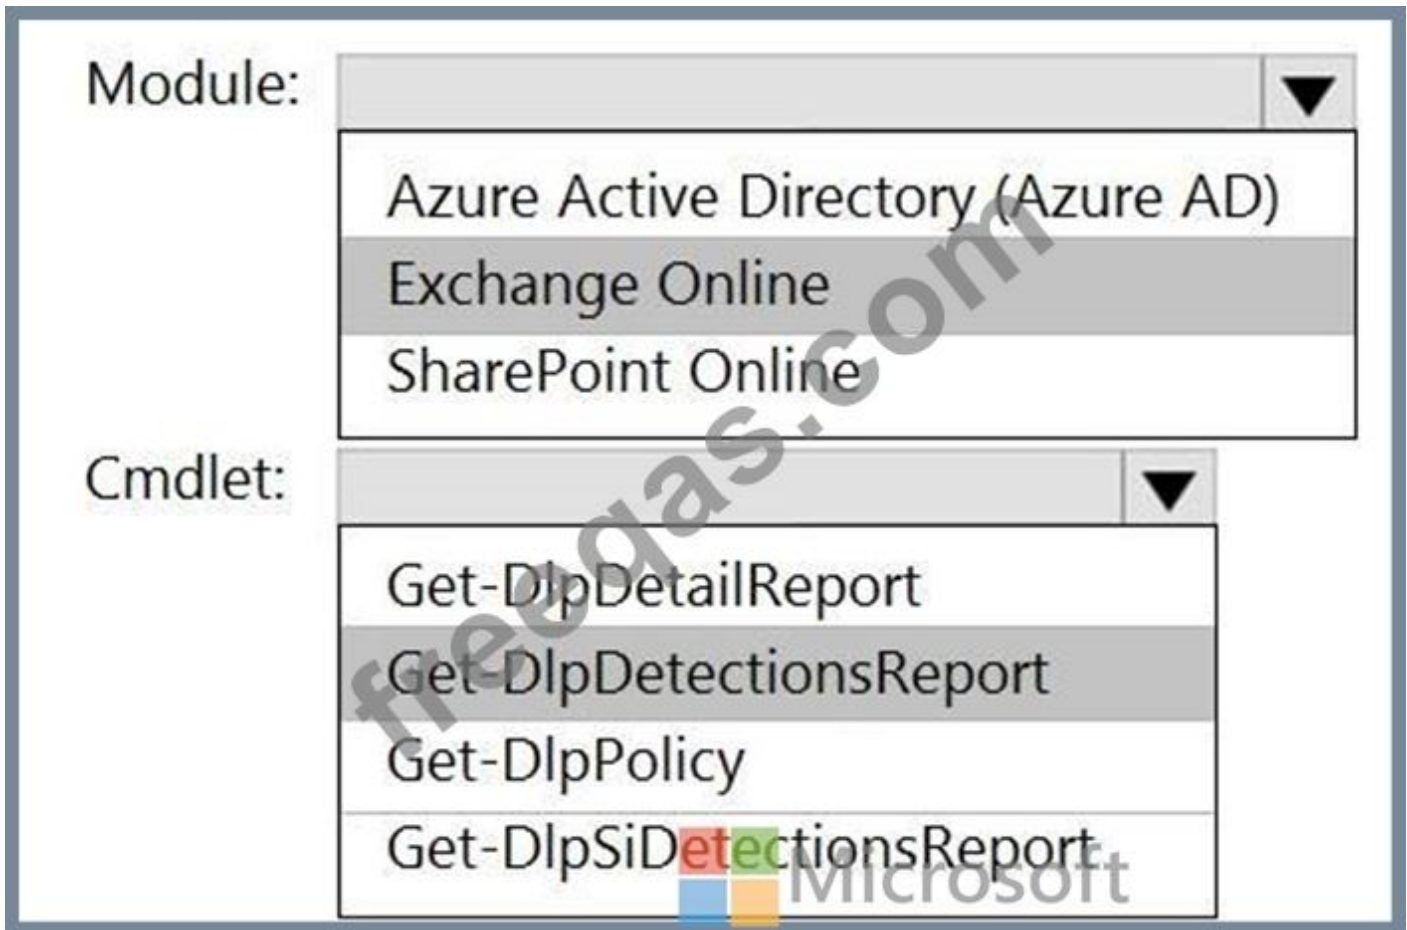 Module:
Azure Active Directory (Azure AD)
Exchange Online
SharePoint Online
Cmdlet:
Get-DlpDetailReport
Get-DlpDetectionsReport
Get-DlpPolicy
Get-DlpSiDetectionsReport
freeqas.com
Microsoft